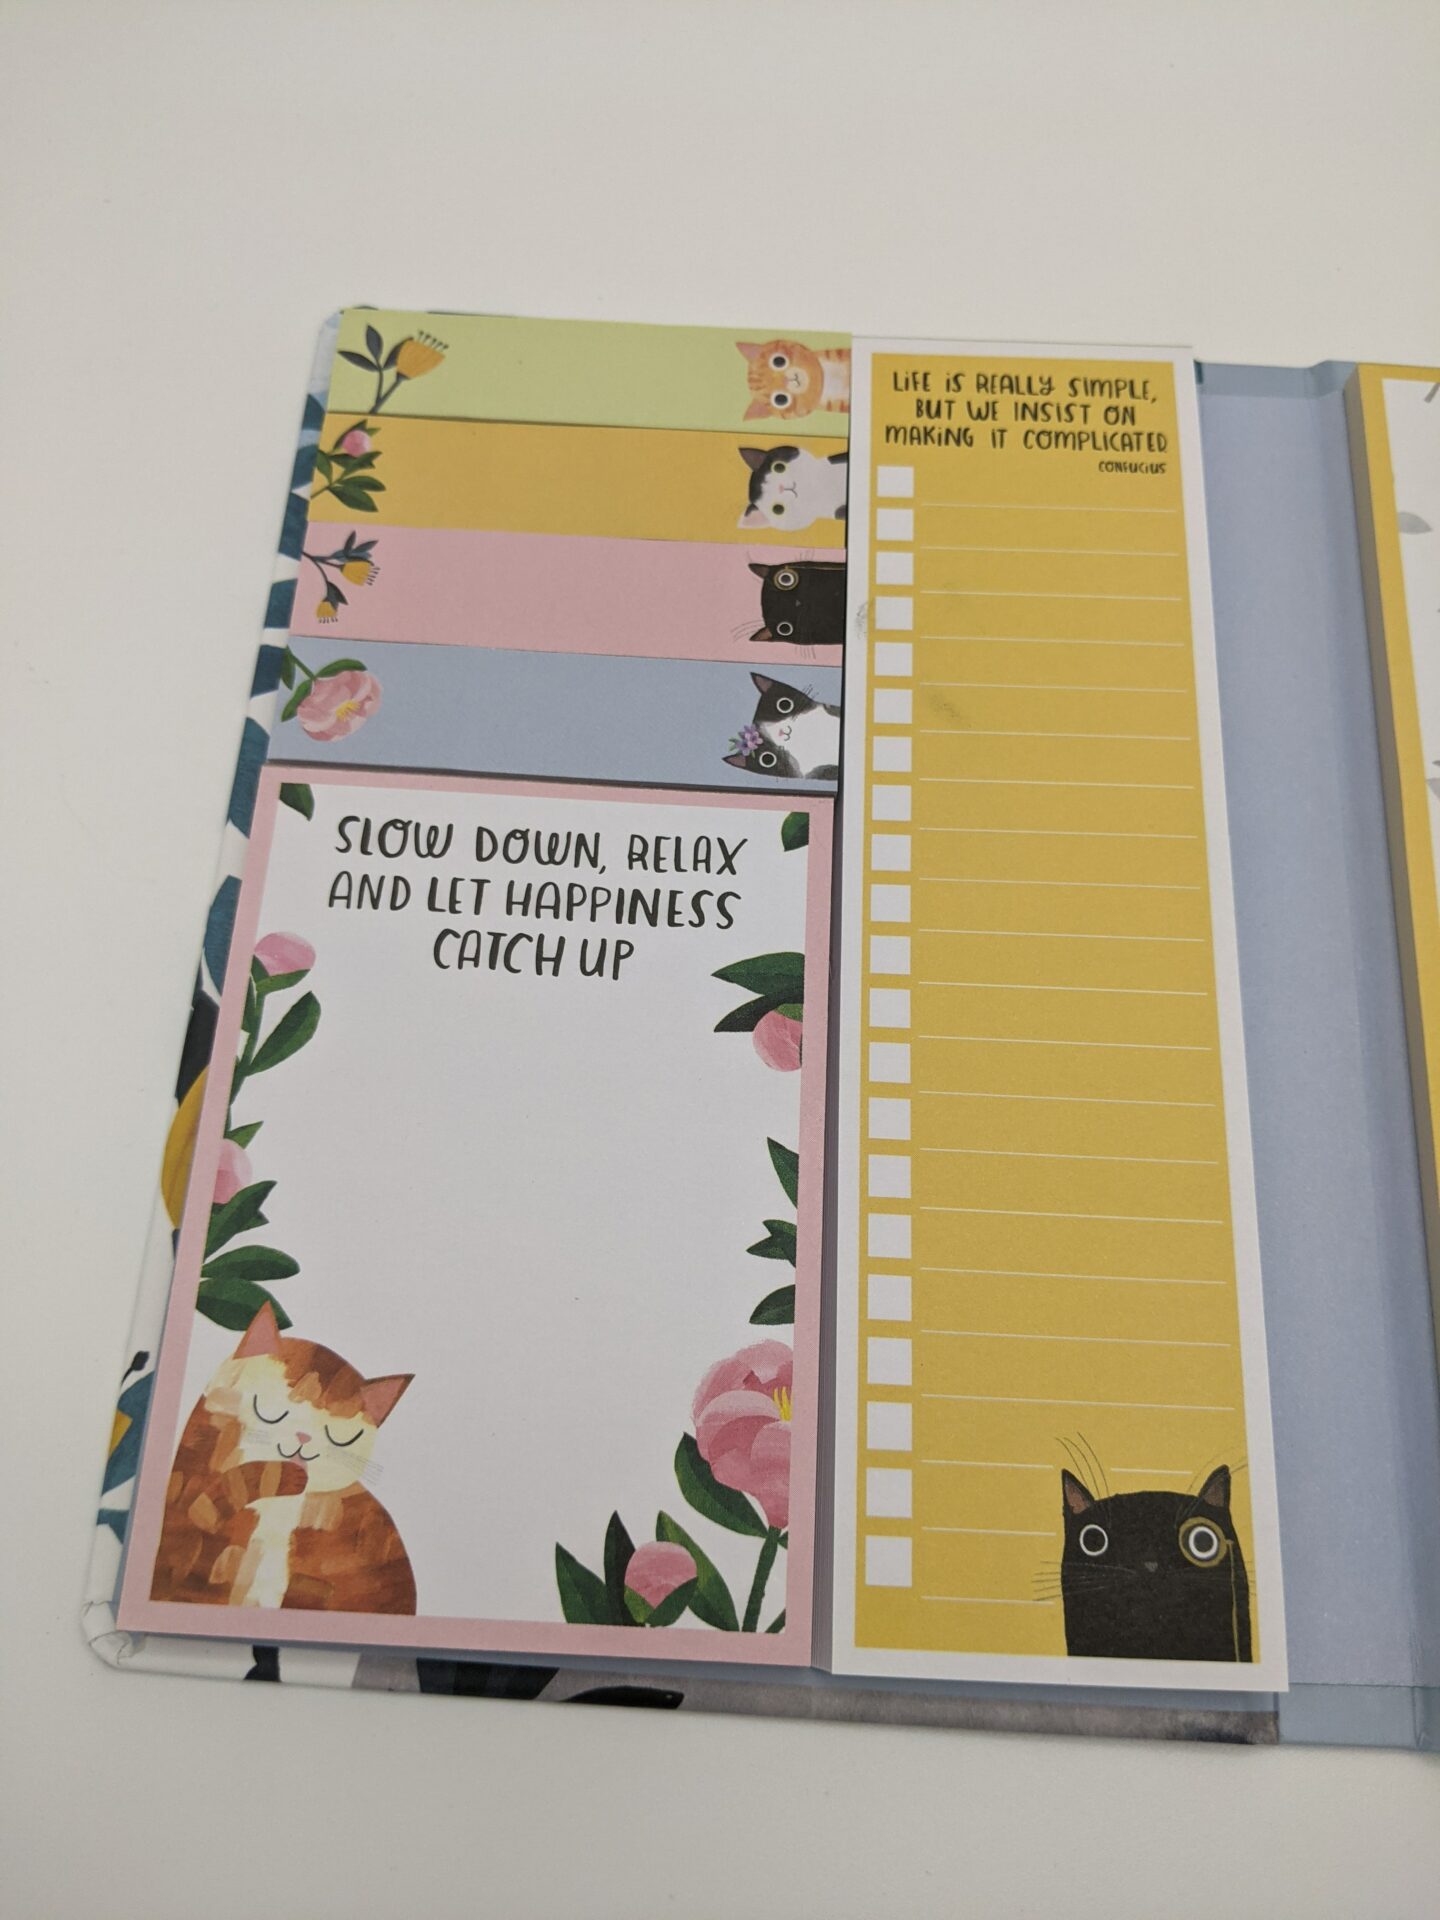 LIFE IS REALLY SIMPLE,
BUT WE INSIST ON
MAKING IT COMPLICATED
CONFUCIUS
SLOW DOWN, RELAX
AND LET HAPPINESS
CATCH UP